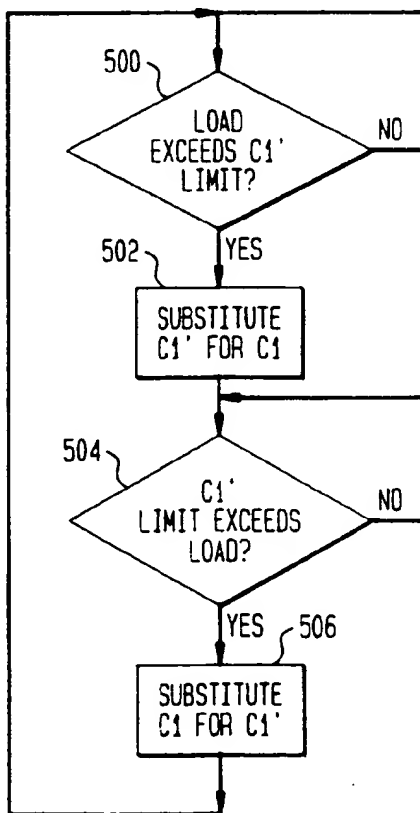 500
LOAD
EXCEEDS C1'
LIMIT?
NO
YES
502
SUBSTITUTE
C1' FOR C1
504
C1'
LIMIT EXCEEDS
LOAD?
NO
YES
506
SUBSTITUTE
C1 FOR C1'